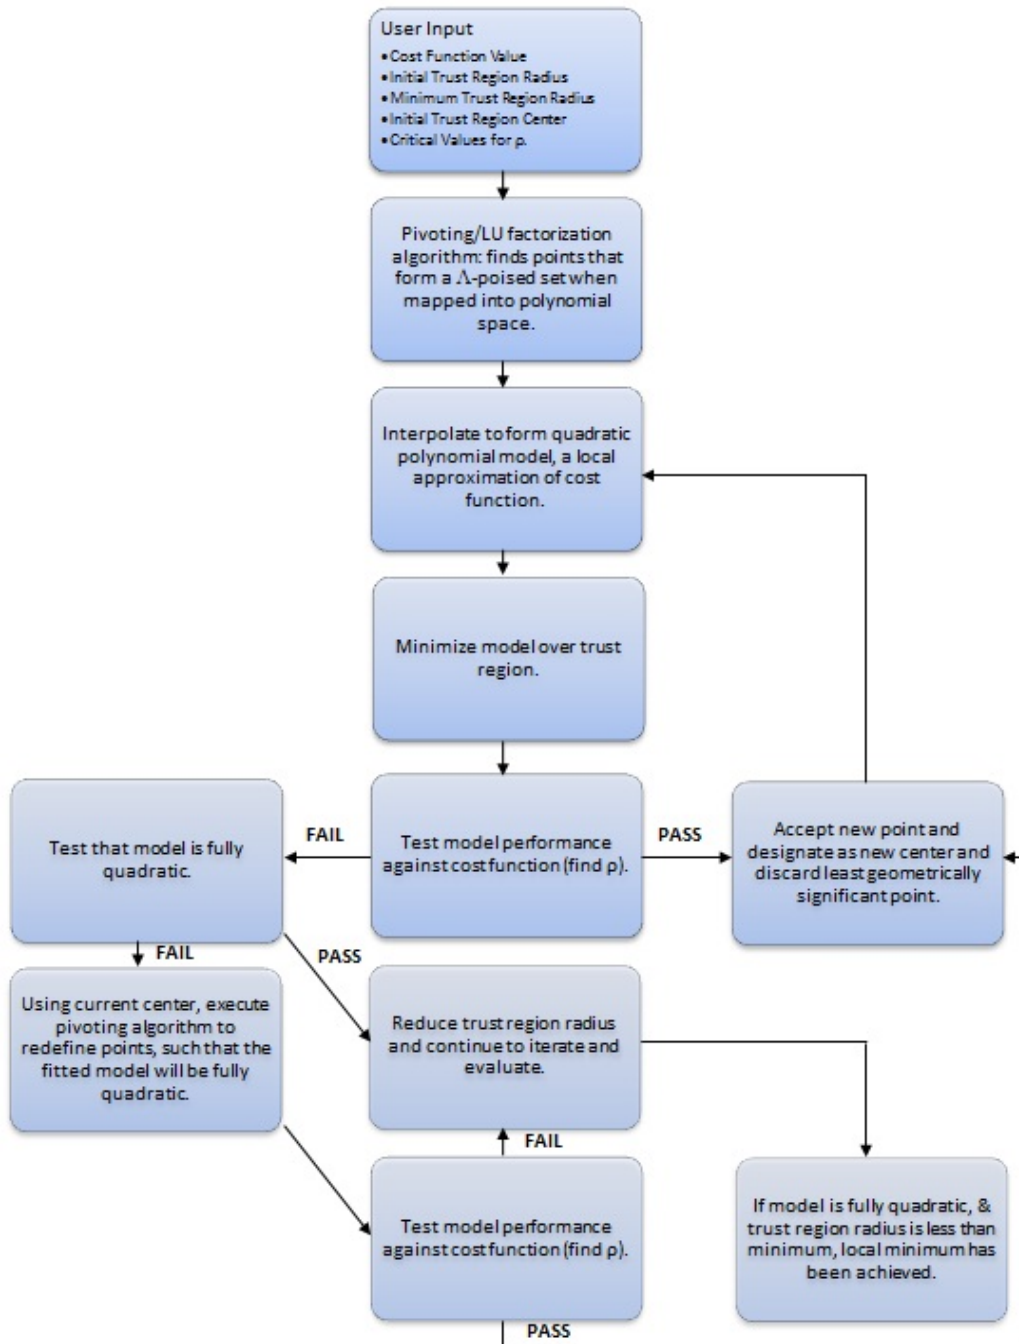 User Input
•Cost Function Value
•Initial Trust Region Radius
•Minimum Trust Region Radius
•Initial Trust Region Center
•Critical Values for ρ.
Pivoting/LU factorization
algorithm: finds points that
form a Λ-poised set when
mapped into polynomial
space.
Interpolate to form quadratic
polynomial model, a local
approximation of cost
function.
Minimize model over trust
region.
Test that model is fully
quadratic.
FAIL
Test model performance
against cost function (find ρ).
PASS
Accept new point and
designate as new center and
discard least geometrically
significant point.
FAIL
PASS
Using current center, execute
pivoting algorithm to
redefine points, such that the
fitted model will be fully
quadratic.
Reduce trust region radius
and continue to iterate and
evaluate.
FAIL
Test model performance
against cost function (find ρ).
If model is fully quadratic, &
trust region radius is less than
minimum, local minimum has
been achieved.
PASS